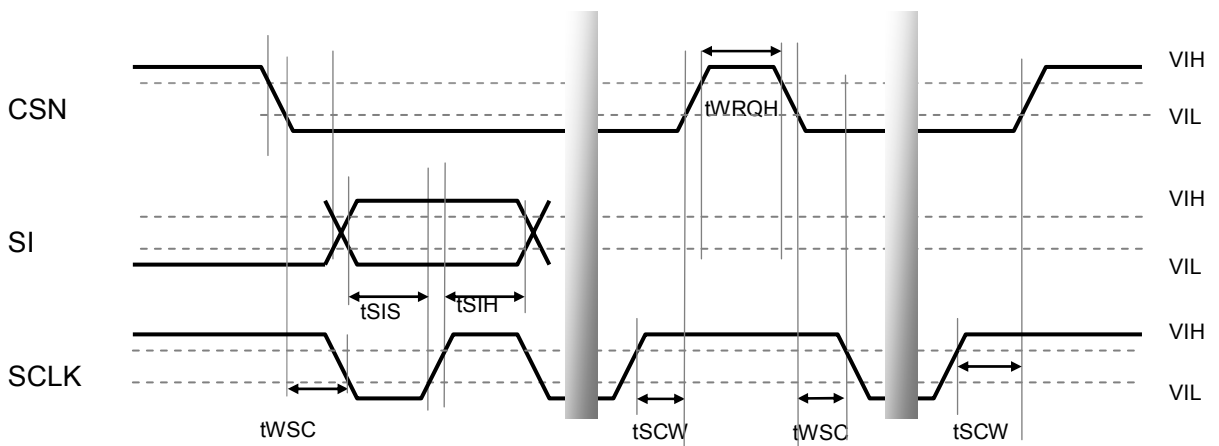 VIH
CSN
tWRQH
VIL
VIH
SI
VIL
tSIS
tSIH
VIH
SCLK
VIL
tWSC
tSCW
tWSC
tSCW